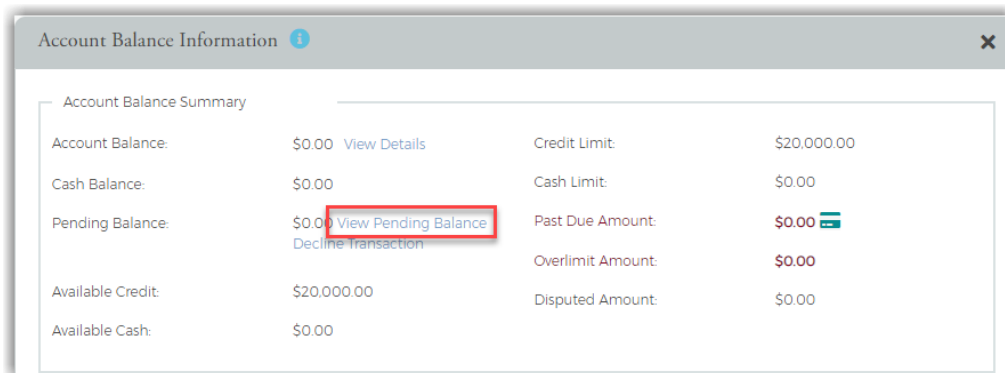 Account Balance Information
Account Balance Summary
Account Balance: $0.00 View Details
Cash Balance: $0.00
Pending Balance: $0.00 View Pending Balance
Decline Transaction
Available Credit: $20,000.00
Available Cash: $0.00
Credit Limit: $20,000.00
Cash Limit: $0.00
Past Due Amount: $0.00
Overlimit Amount: $0.00
Disputed Amount: $0.00